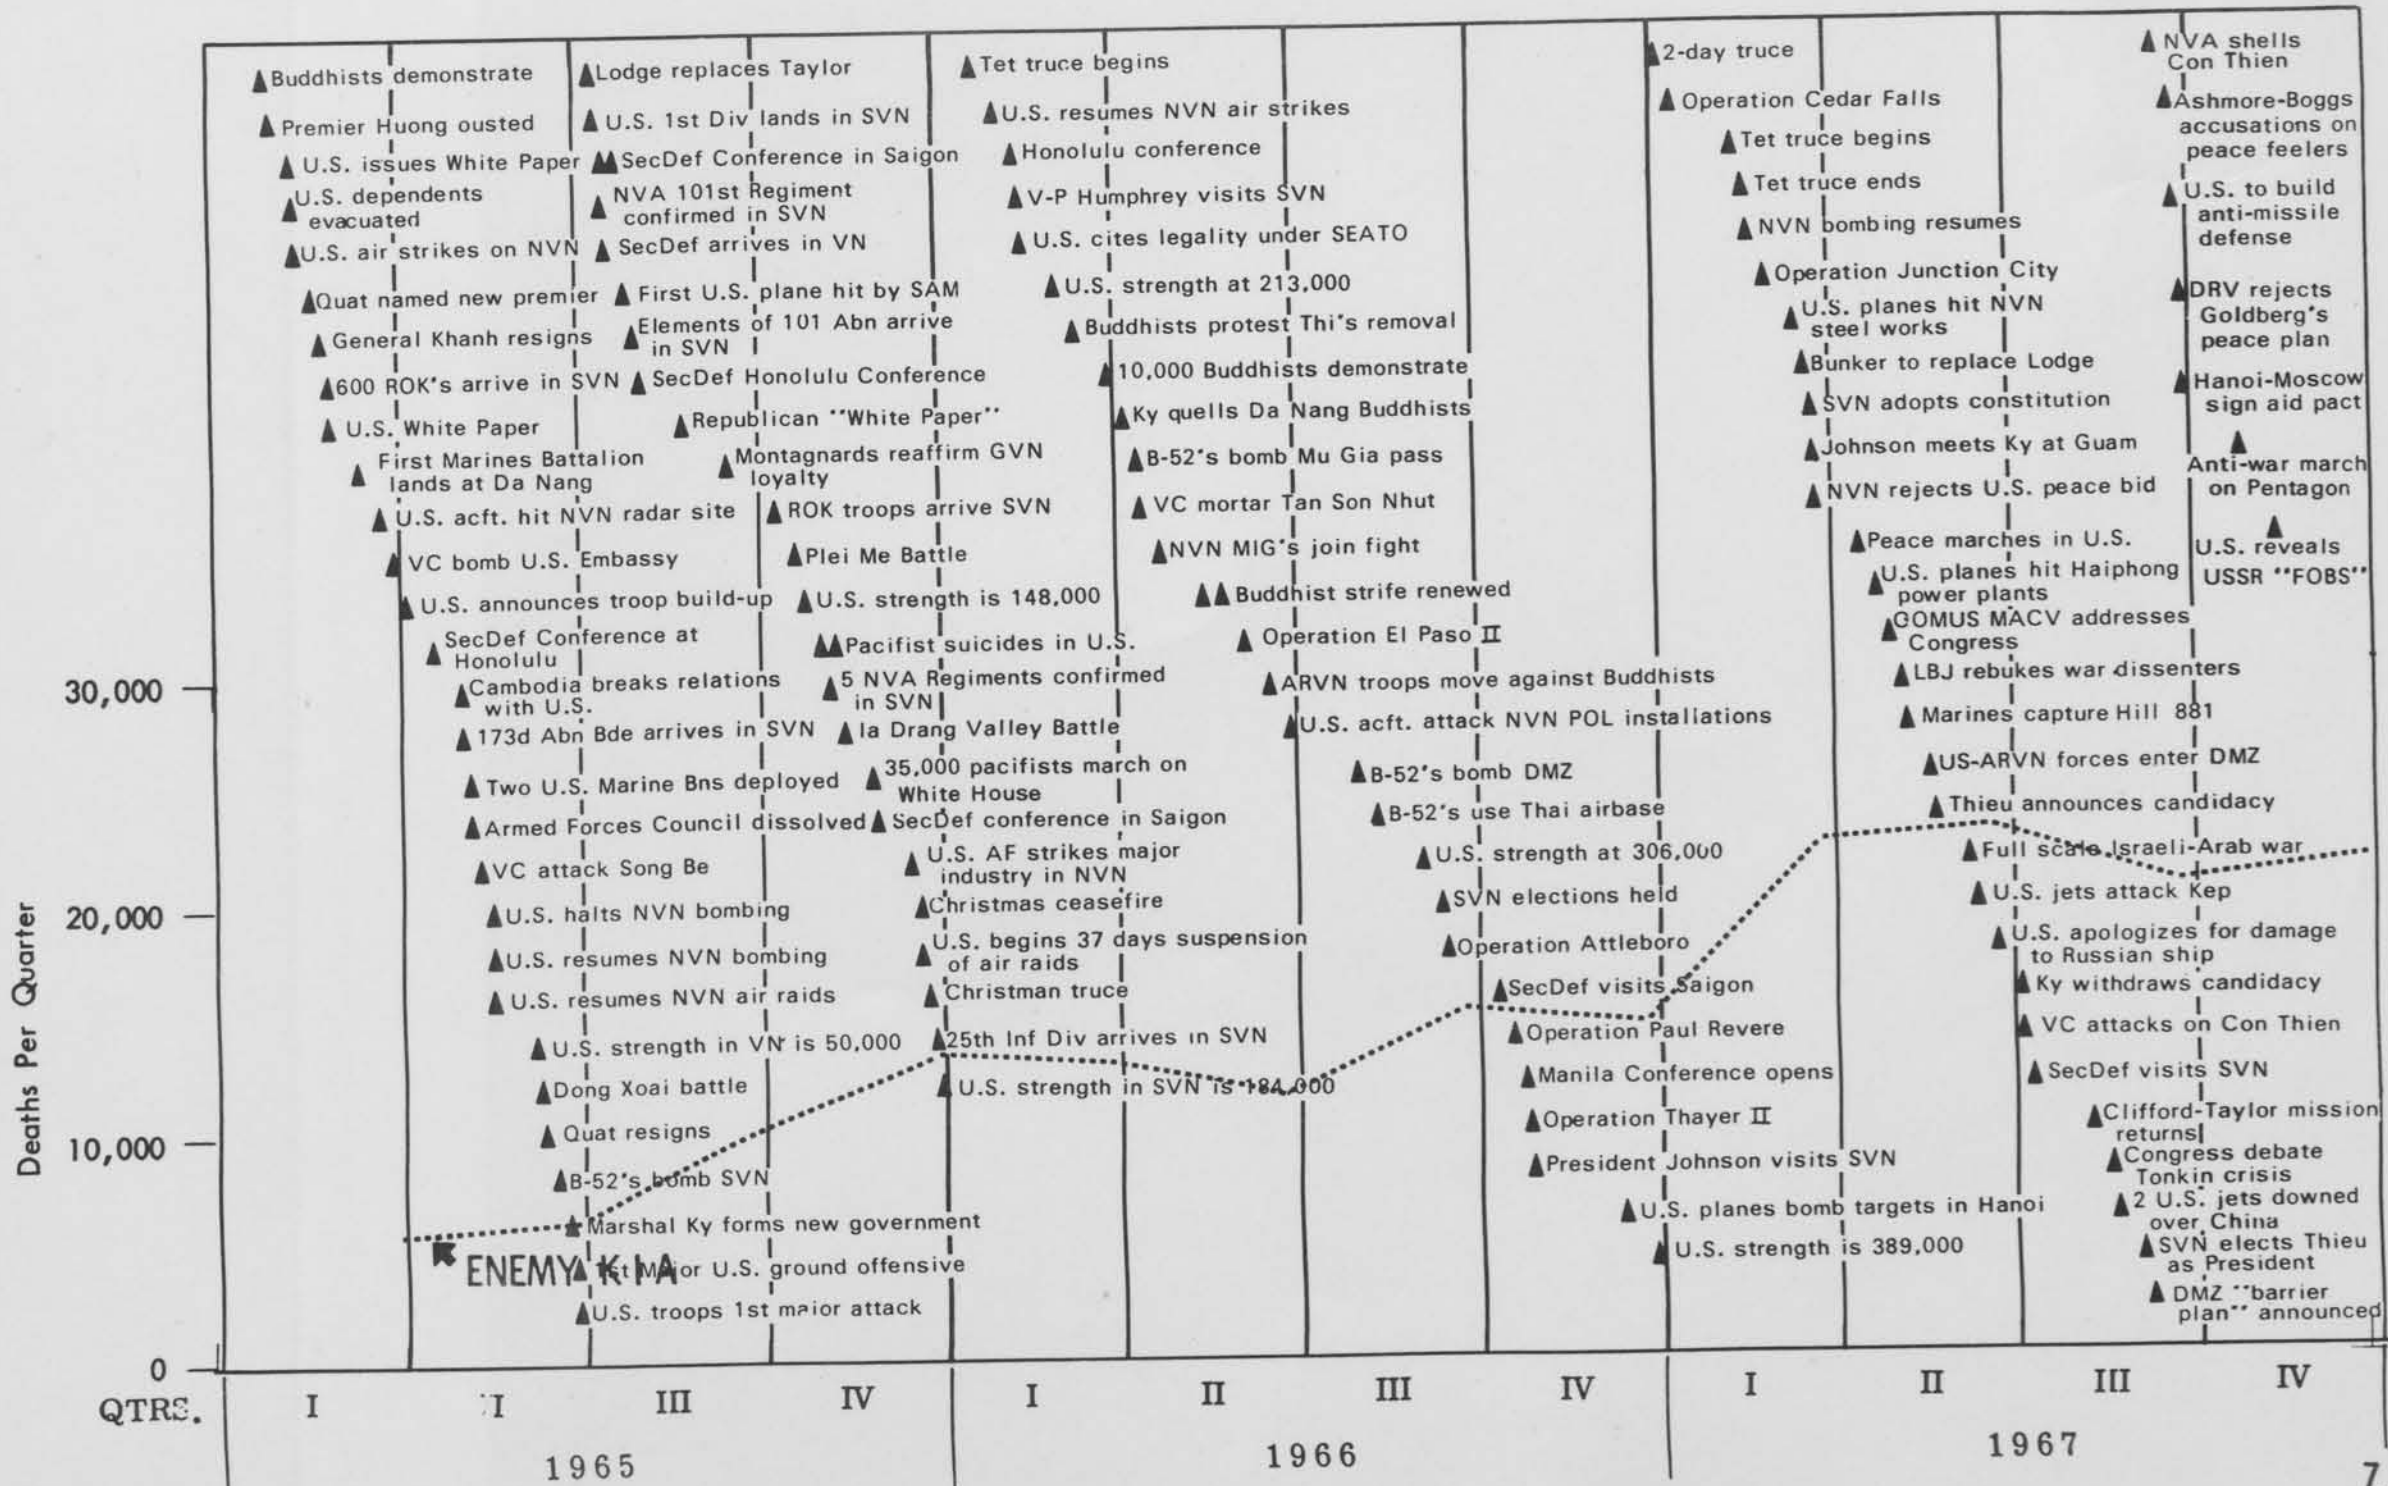 Buddhists demonstrate
Premier Huong ousted
U.S. issues White Paper
U.S. dependents
evacuated
U.S. air strikes on NVN
Quat named new premier
General Khanh resigns
600 ROK's arrive in SVN
U.S. White Paper
First Marines Battalion
lands at Da Nang
U.S. acft. hit NVN radar site
VC bomb U.S. Embassy
U.S. announces troop build-up
SecDef Conference at
Honolulu
Cambodia breaks relations
with U.S.
173d Abn Bde arrives in SVN
Two U.S. Marine Bns deployed
Armed Forces Council dissolved
VC attack Song Be
U.S. halts NVN bombing
U.S. resumes NVN bombing
U.S. resumes NVN air raids
U.S. strength in VN is 50,000
Dong Xoai battle
Quat resigns
B-52's bomb SVN
Marshal Ky forms new government
1st Major U.S. ground offensive
U.S. troops 1st major attack
ENEMY KIA
Lodge replaces Taylor
U.S. 1st Div lands in SVN
SecDef Conference in Saigon
NVA 101st Regiment
confirmed in SVN
SecDef arrives in VN
First U.S. plane hit by SAM
Elements of 101 Abn arrive
in SVN
SecDef Honolulu Conference
Republican "White Paper"
Montagnards reaffirm GVN
loyalty
ROK troops arrive SVN
Plei Me Battle
U.S. strength is 148,000
Pacifist suicides in U.S.
5 NVA Regiments confirmed
in SVN
Ia Drang Valley Battle
35,000 pacifists march on
White House
SecDef conference in Saigon
U.S. AF strikes major
industry in NVN
Christmas ceasefire
U.S. begins 37 days suspension
of air raids
Christman truce
25th Inf Div arrives in SVN
U.S. strength in SVN is 184,000
Tet truce begins
U.S. resumes NVN air strikes
Honolulu conference
V-P Humphrey visits SVN
U.S. cites legality under SEATO
U.S. strength at 213,000
Buddhists protest Thi's removal
10,000 Buddhists demonstrate
Ky quells Da Nang Buddhists
B-52's bomb Mu Gia pass
VC mortar Tan Son Nhut
NVN MIG's join fight
Buddhist strife renewed
Operation El Paso II
ARVN troops move against Buddhists
U.S. acft. attack NVN POL installations
B-52's bomb DMZ
B-52's use Thai airbase
U.S. strength at 306,000
SVN elections held
Operation Attleboro
SecDef visits Saigon
Operation Paul Revere
Manila Conference opens
Operation Thayer II
President Johnson visits SVN
U.S. planes bomb targets in Hanoi
U.S. strength is 389,000
2-day truce
Operation Cedar Falls
Tet truce begins
Tet truce ends
NVN bombing resumes
Operation Junction City
U.S. planes hit NVN
steel works
Bunker to replace Lodge
SVN adopts constitution
Johnson meets Ky at Guam
NVN rejects U.S. peace bid
Peace marches in U.S.
U.S. planes hit Haiphong
power plants
COMUS MACV addresses
Congress
LBJ rebukes war dissenters
Marines capture Hill 881
US-ARVN forces enter DMZ
Thieu announces candidacy
Full scale Israeli-Arab war
U.S. jets attack Kep
U.S. apologizes for damage
to Russian ship
Ky withdraws candidacy
VC attacks on Con Thien
SecDef visits SVN
Clifford-Taylor mission
returns
Congress debate
Tonkin crisis
2 U.S. jets downed
over China
SVN elects Thieu
as President
DMZ "barrier
plan" announced
NVA shells
Con Thien
Ashmore-Boggs
accusations on
peace feelers
U.S. to build
anti-missile
defense
DRV rejects
Goldberg's
peace plan
Hanoi-Moscow
sign aid pact
Anti-war march
on Pentagon
U.S. reveals
USSR "FOBS"
Deaths Per Quarter
30,000
20,000
10,000
0
QTRS.
I
II
III
IV
I
II
III
IV
I
II
III
IV
1965
1966
1967
7